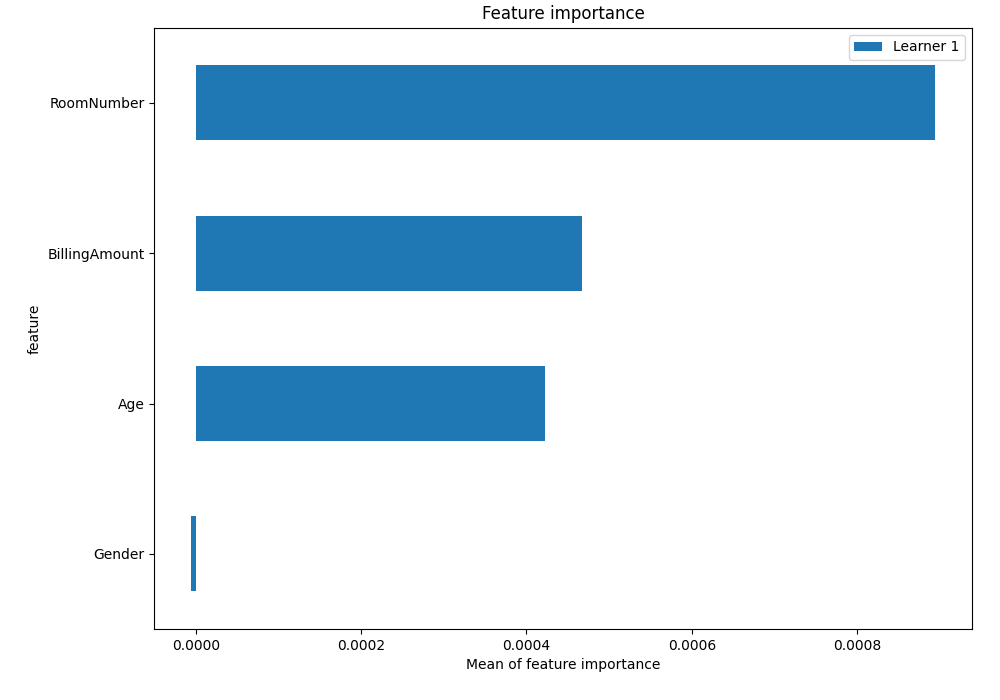 Feature importance
Learner 1
RoomNumber
BillingAmount
Age
Gender
feature
0.0000 0.0002 0.0004 0.0006 0.0008
Mean of feature importance